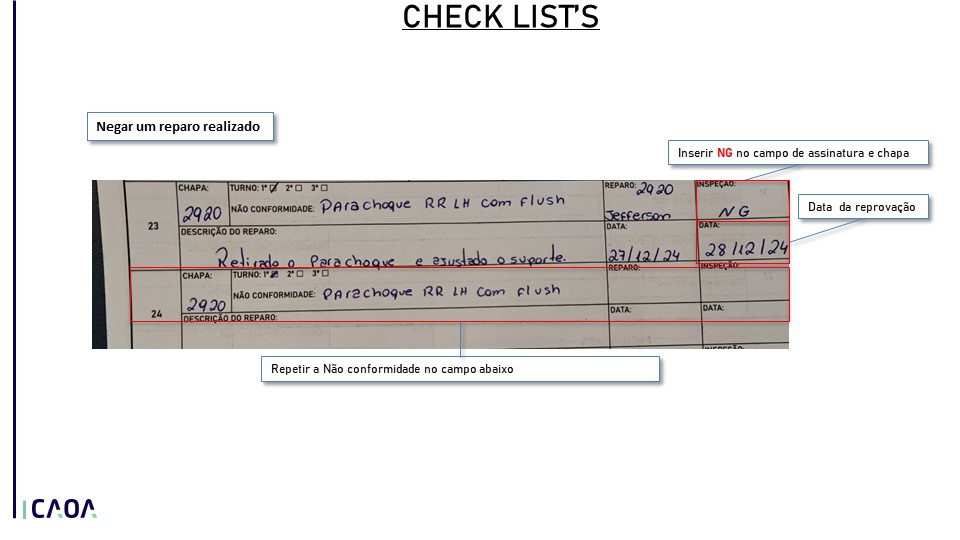 CHECK LIST'S
Negar um reparo realizado
Inserir NG no campo de assinatura e chapa
Data da reprovação
23
CHAPA:
2920
TURNO: 1º ☑ 2º ☐ 3º ☐
NÃO CONFORMIDADE: PArachoque RR LH com flush
REPARO: 2920
Jefferson
INSPEÇÃO:
NG
DESCRIÇÃO DO REPARO:
Retirado o Parachoque e ajustado o suporte.
DATA:
27/12/24
DATA:
28/12/24
24
CHAPA:
2920
TURNO: 1º ☑ 2º ☐ 3º ☐
NÃO CONFORMIDADE: PArachoque RR LH com flush
REPARO:
INSPEÇÃO:
DESCRIÇÃO DO REPARO:
DATA:
DATA:
INSPEÇÃO:
Repetir a Não conformidade no campo abaixo
CAOA